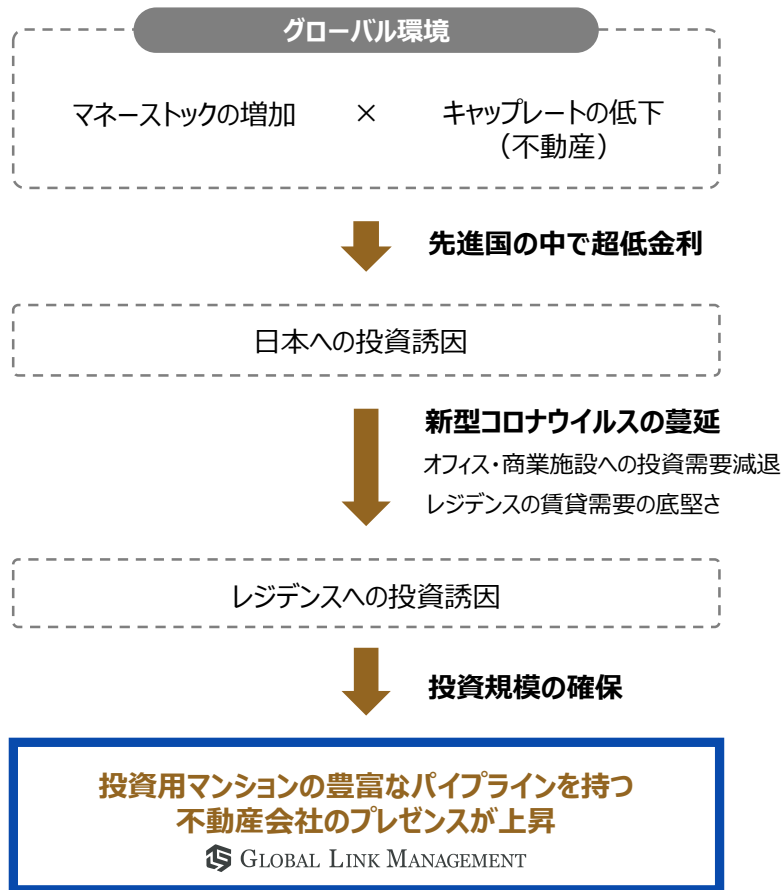 グローバル環境
マネーストックの増加 × キャップレートの低下
（不動産）
先進国の中で超低金利
日本への投資誘因
新型コロナウイルスの蔓延
オフィス・商業施設への投資需要減退
レジデンスの賃貸需要の底堅さ
レジデンスへの投資誘因
投資規模の確保
投資用マンションの豊富なパイプラインを持つ
不動産会社のプレゼンスが上昇
GLOBAL LINK MANAGEMENT